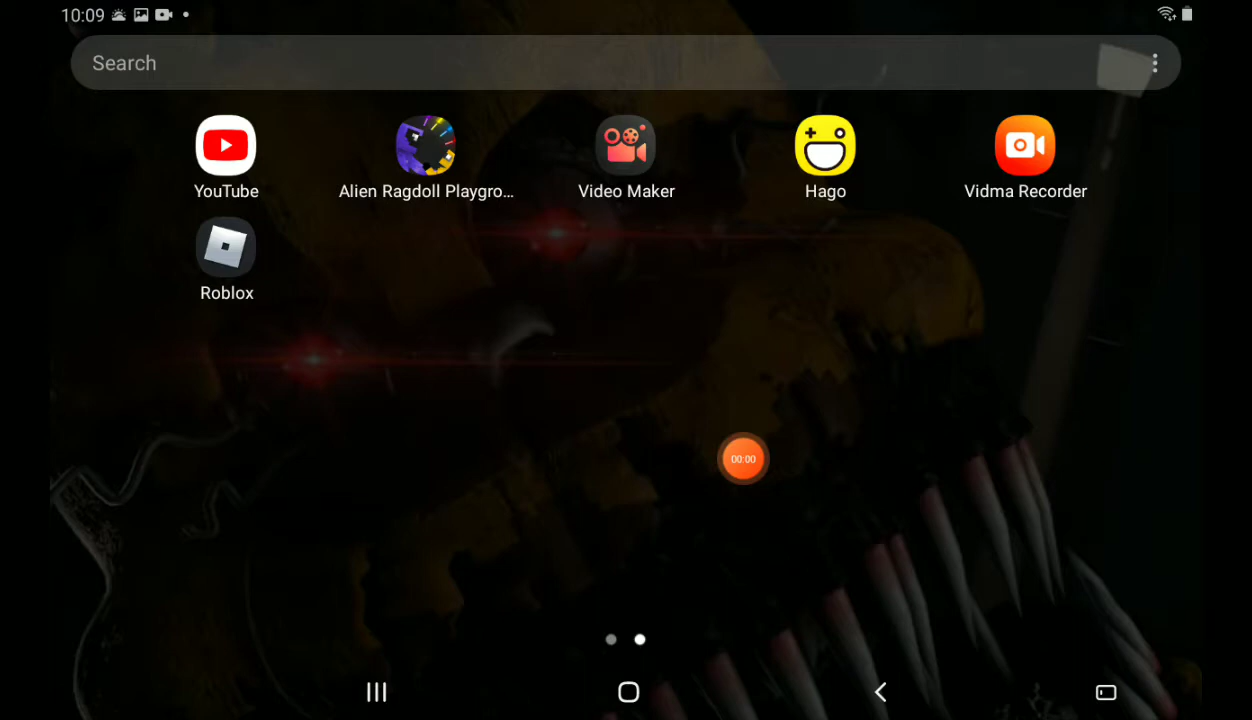 10:09
Search
YouTube
Alien Ragdoll Playgro...
Video Maker
Hago
Vidma Recorder
Roblox
00:00